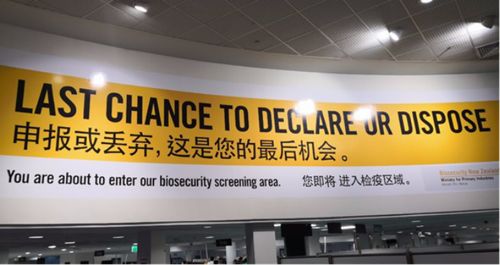 LAST CHANCE TO DECLARE OR DISPOSE
申报或丢弃，这是您的最后机会。
You are about to enter our biosecurity screening area. 您即将 进入检疫区域。
Biosecurity New Zealand
Ministry for Primary Industries